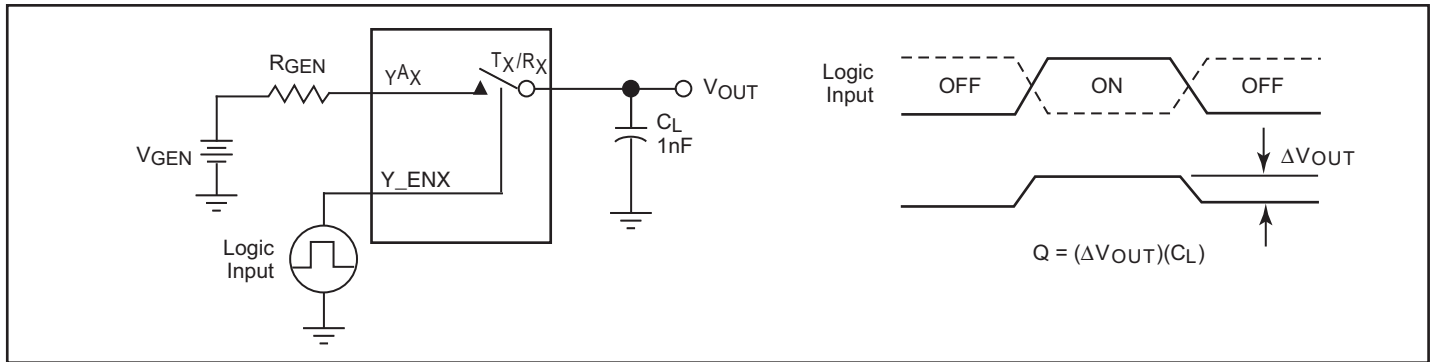 RGEN
YAX
TX/RX
VOUT
CL
1nF
VGEN
Y_ENX
Logic
Input
Logic
Input
OFF
ON
OFF
ΔVOUT
Q = (ΔVOUT)(CL)